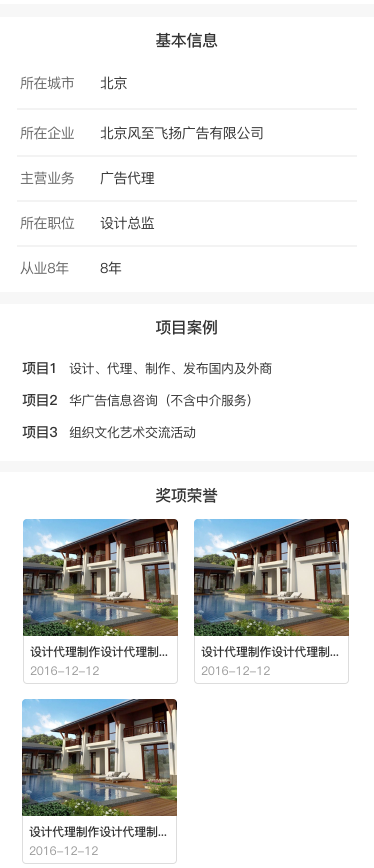 基本信息
所在城市 北京
所在企业 北京风至飞扬广告有限公司
主营业务 广告代理
所在职位 设计总监
从业8年 8年
项目案例
项目1 设计、代理、制作、发布国内及外商
项目2 华广告信息咨询（不含中介服务）
项目3 组织文化艺术交流活动
奖项荣誉
设计代理制作设计代理制... 设计代理制作设计代理制...
2016-12-12 2016-12-12
设计代理制作设计代理制...
2016-12-12